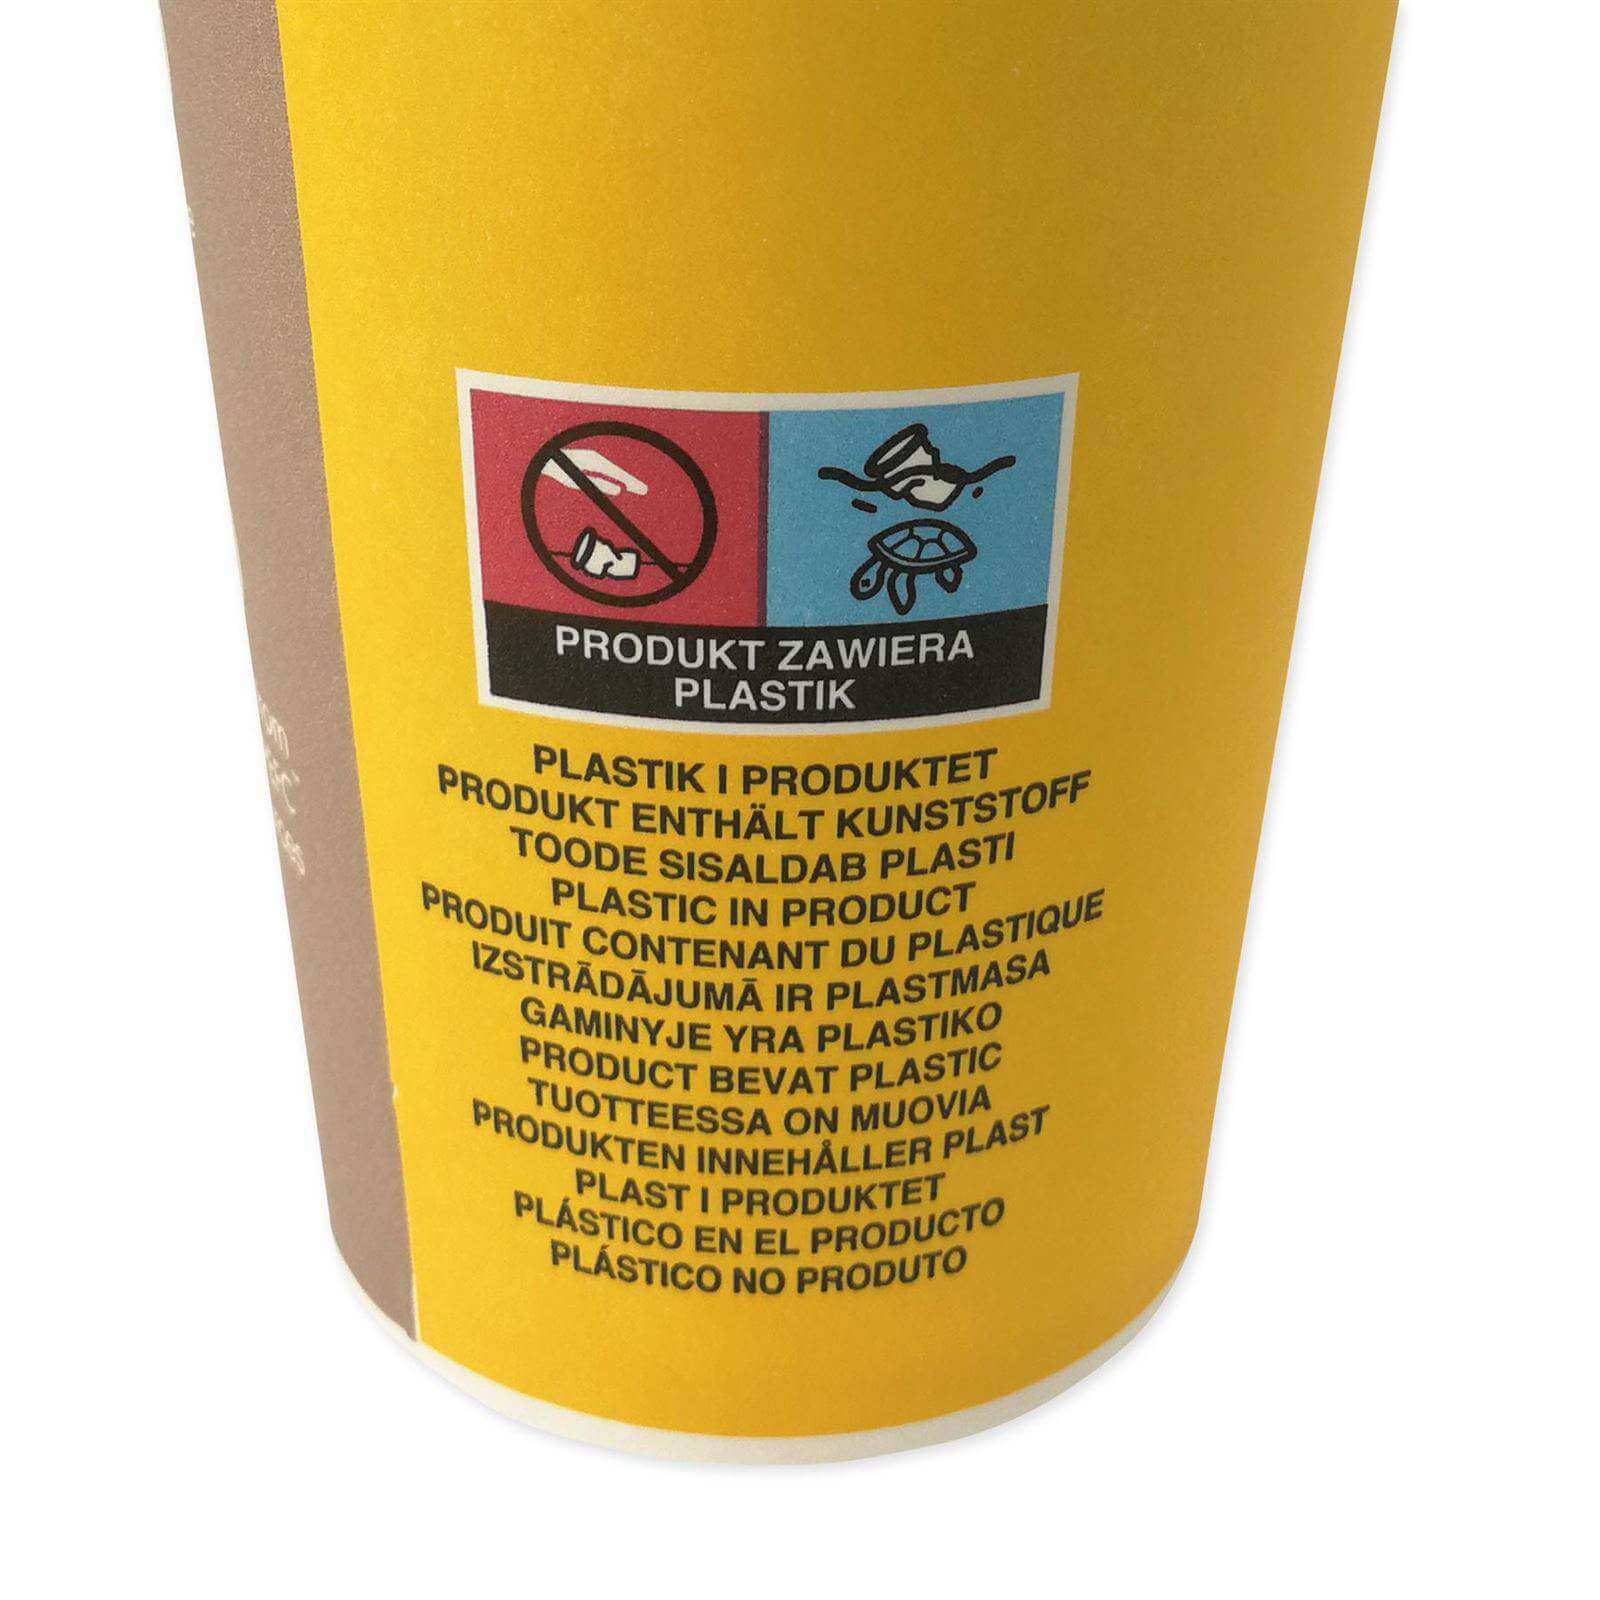 PRODUKT ZAWIERA
PLASTIK
PLASTIK I PRODUKTET
PRODUKT ENTHÄLT KUNSTSTOFF
TOODE SISALDAB PLASTI
PLASTIC IN PRODUCT
PRODUIT CONTENANT DU PLASTIQUE
IZSTRĀDĀJUMĀ IR PLASTMASA
GAMINYJE YRA PLASTIKO
PRODUCT BEVAT PLASTIC
TUOTTEESSA ON MUOVIA
PRODUKTEN INNEHÅLLER PLAST
PLAST I PRODUKTET
PLÁSTICO EN EL PRODUCTO
PLÁSTICO NO PRODUTO